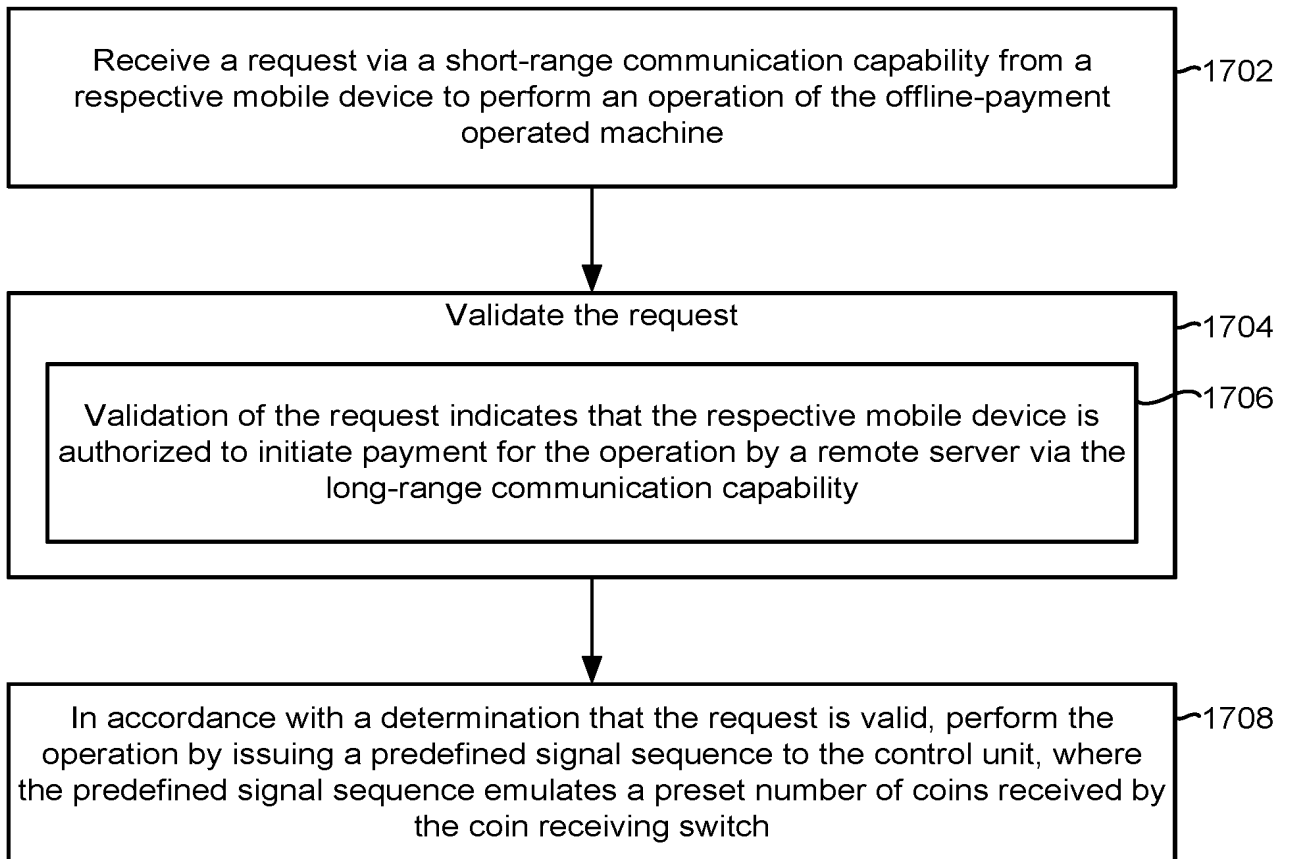 Receive a request via a short-range communication capability from a
respective mobile device to perform an operation of the offline-payment
operated machine
1702
Validate the request
1704
1706
Validation of the request indicates that the respective mobile device is
authorized to initiate payment for the operation by a remote server via the
long-range communication capability
In accordance with a determination that the request is valid, perform the
operation by issuing a predefined signal sequence to the control unit, where
the predefined signal sequence emulates a preset number of coins received by
the coin receiving switch
1708